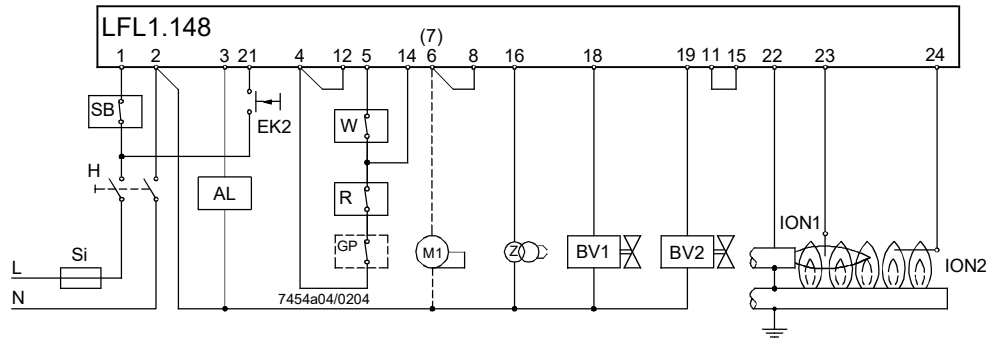 LFL1.148
(7)
1 2 3 21 4 12 5 14 6 8 16 18 19 11 15 22 23 24
SB
EK2
W
H
AL
R
ION1
Si
GP
M1
Z
BV1
BV2
ION2
L
N
7454a04/0204